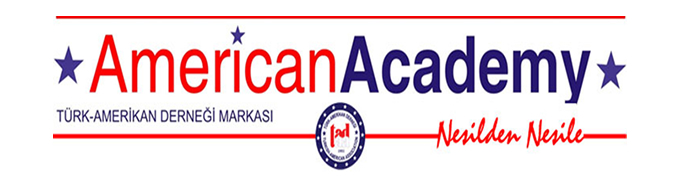 AmericanAcademy
TÜRK-AMERİKAN DERNEĞİ MARKASI
Nesilden Nesile